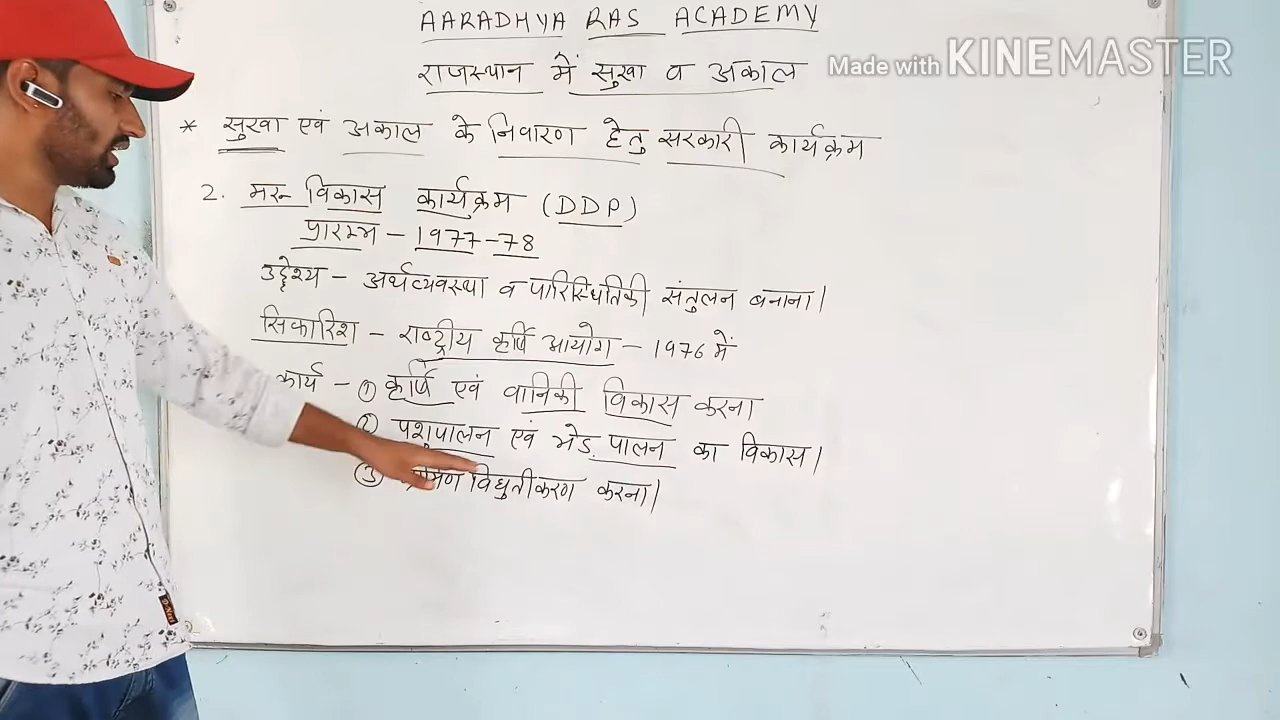 AARADHYA RAS ACADEMY
राजस्थान में सुखा व अकाल
Made with KINEMASTER
* सुखा एवं अकाल के निवारण हेतु सरकारी कार्यक्रम
2. मरू विकास कार्यक्रम (DDP)
प्रारम्भ - 1977-78
उद्देश्य - अर्थव्यवस्था व पारिस्थितिकी संतुलन बनाना।
सिफारिश - राष्ट्रीय कृर्षि आयोग - 1976 में
कार्य - ① कृर्षि एवं वानिकी विकास करना
② पशुपालन एवं भेड़ पालन का विकास।
③ विधुतीकरण करना।